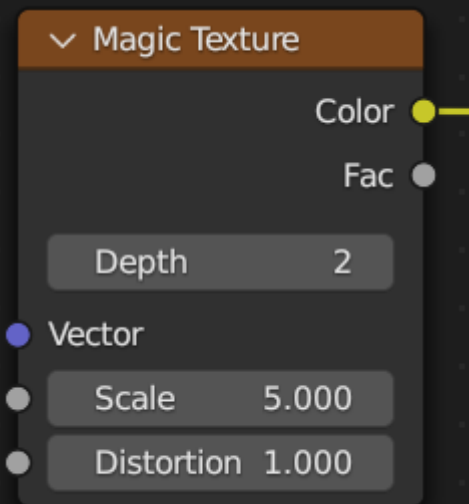 Magic Texture
Color
Fac
Depth 2
Vector
Scale 5.000
Distortion 1.000